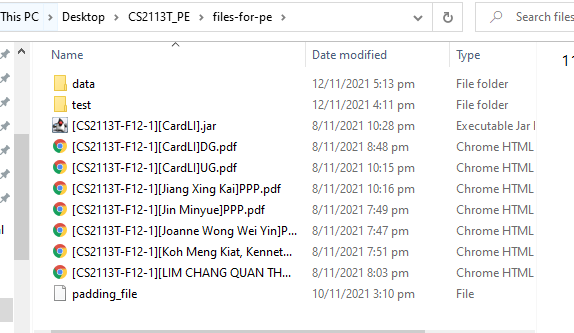 This PC > Desktop > CS2113T_PE > files-for-pe > Search files
Name Date modified Type
data 12/11/2021 5:13 pm File folder
test 12/11/2021 4:11 pm File folder
[CS2113T-F12-1][CardLI].jar 8/11/2021 10:28 pm Executable Jar
[CS2113T-F12-1][CardLI]DG.pdf 8/11/2021 8:48 pm Chrome HTML
[CS2113T-F12-1][CardLI]UG.pdf 8/11/2021 10:15 pm Chrome HTML
[CS2113T-F12-1][Jiang Xing Kai]PPP.pdf 8/11/2021 10:16 pm Chrome HTML
[CS2113T-F12-1][Jin Minyue]PPP.pdf 8/11/2021 7:49 pm Chrome HTML
[CS2113T-F12-1][Joanne Wong Wei Yin]P... 8/11/2021 7:47 pm Chrome HTML
[CS2113T-F12-1][Koh Meng Kiat, Kennet... 8/11/2021 7:51 pm Chrome HTML
[CS2113T-F12-1][LIM CHANG QUAN TH... 8/11/2021 8:03 pm Chrome HTML
padding_file 10/11/2021 3:10 pm File